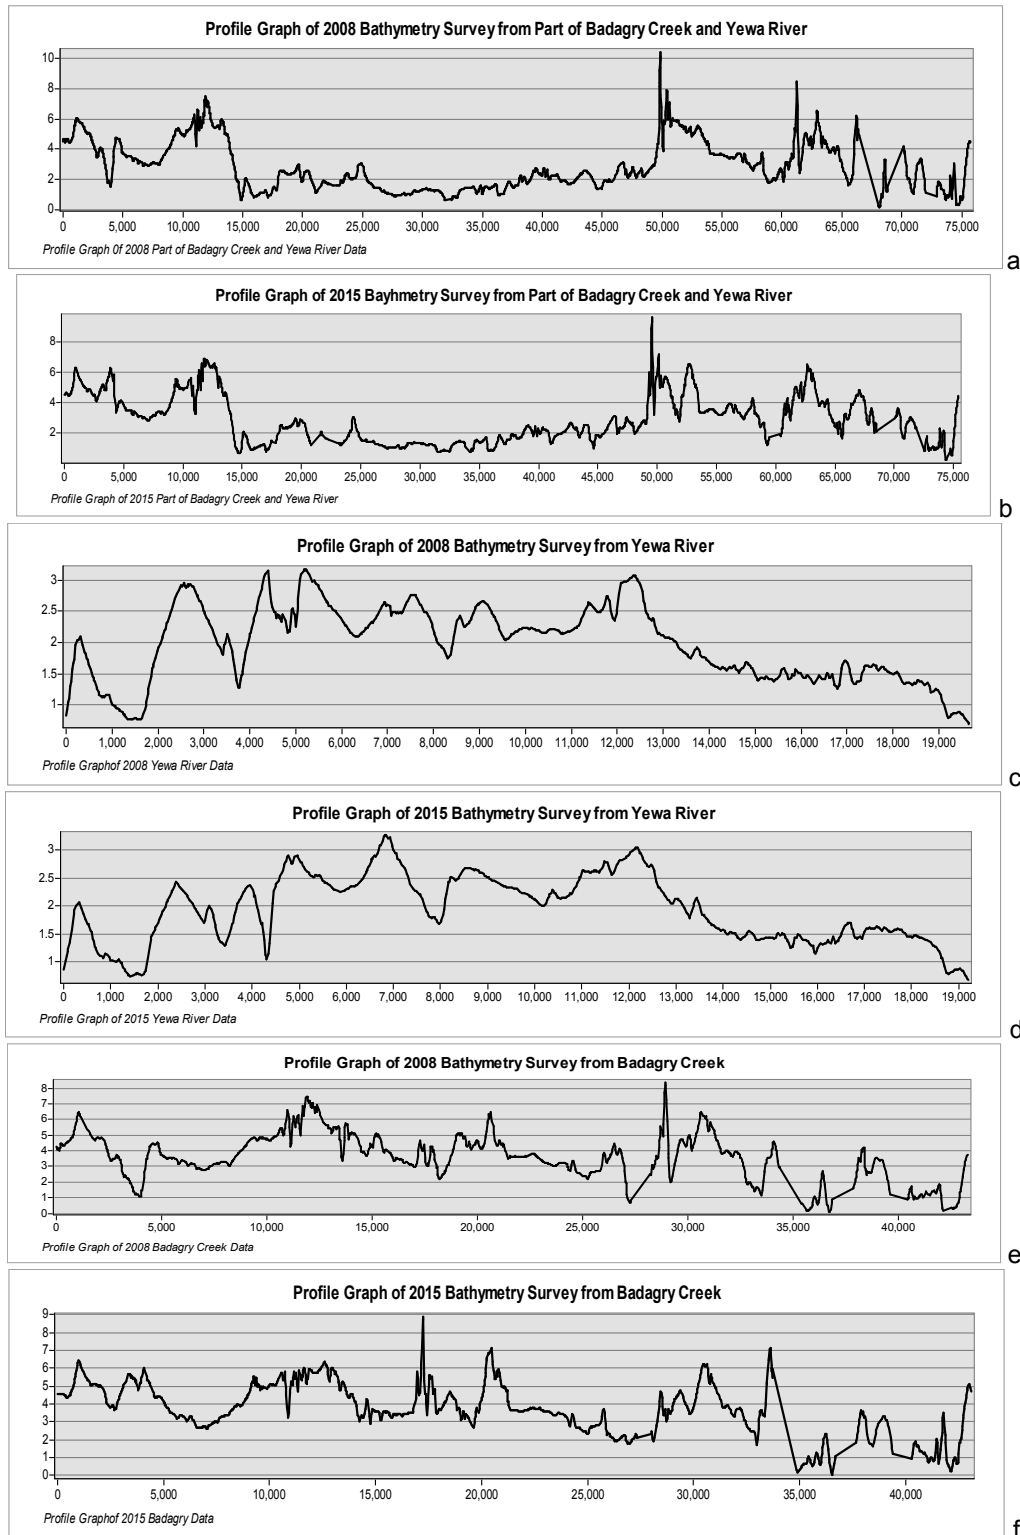 Profile Graph of 2008 Bathymetry Survey from Part of Badagry Creek and Yewa River
10
8
6
4
2
0
0 5,000 10,000 15,000 20,000 25,000 30,000 35,000 40,000 45,000 50,000 55,000 60,000 65,000 70,000 75,000
Profile Graph 0f 2008 Part of Badagry Creek and Yewa River Data
a
Profile Graph of 2015 Bayhmetry Survey from Part of Badagry Creek and Yewa River
8
6
4
2
0 5,000 10,000 15,000 20,000 25,000 30,000 35,000 40,000 45,000 50,000 55,000 60,000 65,000 70,000 75,000
Profile Graph of 2015 Part of Badagry Creek and Yewa River
b
Profile Graph of 2008 Bathymetry Survey from Yewa River
3
2.5
2
1.5
1
0 1,000 2,000 3,000 4,000 5,000 6,000 7,000 8,000 9,000 10,000 11,000 12,000 13,000 14,000 15,000 16,000 17,000 18,000 19,000
Profile Graphof 2008 Yewa River Data
c
Profile Graph of 2015 Bathymetry Survey from Yewa River
3
2.5
2
1.5
1
0 1,000 2,000 3,000 4,000 5,000 6,000 7,000 8,000 9,000 10,000 11,000 12,000 13,000 14,000 15,000 16,000 17,000 18,000 19,000
Profile Graph of 2015 Yewa River Data
d
Profile Graph of 2008 Bathymetry Survey from Badagry Creek
8
7
6
5
4
3
2
1
0
0 5,000 10,000 15,000 20,000 25,000 30,000 35,000 40,000
Profile Graph of 2008 Badagry Creek Data
e
Profile Graph of 2015 Bathymetry Survey from Badagry Creek
9
8
7
6
5
4
3
2
1
0
0 5,000 10,000 15,000 20,000 25,000 30,000 35,000 40,000
Profile Graphof 2015 Badagry Data
f